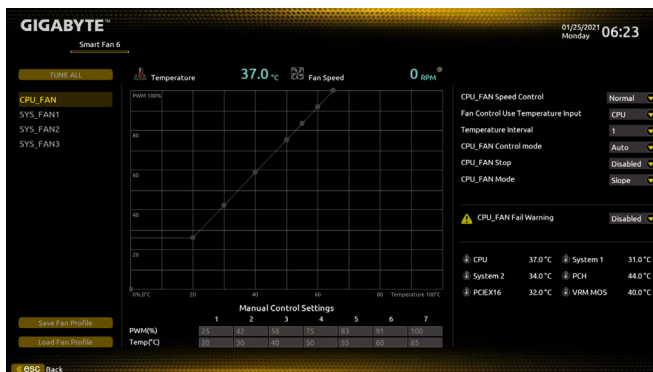 GIGABYTE™
01/25/2021 Monday 06:23
Smart Fan 6
TUNE ALL
Temperature 37.0 °C Fan Speed 0 RPM
CPU_FAN
SYS_FAN1
SYS_FAN2
SYS_FAN3
PWM 100%
80
60
40
20
0%,0°C 20 40 60 80 Temperature 100°C
CPU_FAN Speed Control Normal
Fan Control Use Temperature Input CPU
Temperature Interval 1
CPU_FAN Control mode Auto
CPU_FAN Stop Disabled
CPU_FAN Mode Slope
CPU_FAN Fail Warning Disabled
CPU 37.0°C System 1 31.0°C
System 2 34.0°C PCH 44.0°C
PCIEX16 32.0°C VRM MOS 40.0°C
Manual Control Settings
1 2 3 4 5 6 7
PWM(%) 25 42 58 75 83 91 100
Temp(°C) 20 30 40 50 55 60 65
Save Fan Profile
Load Fan Profile
esc Back